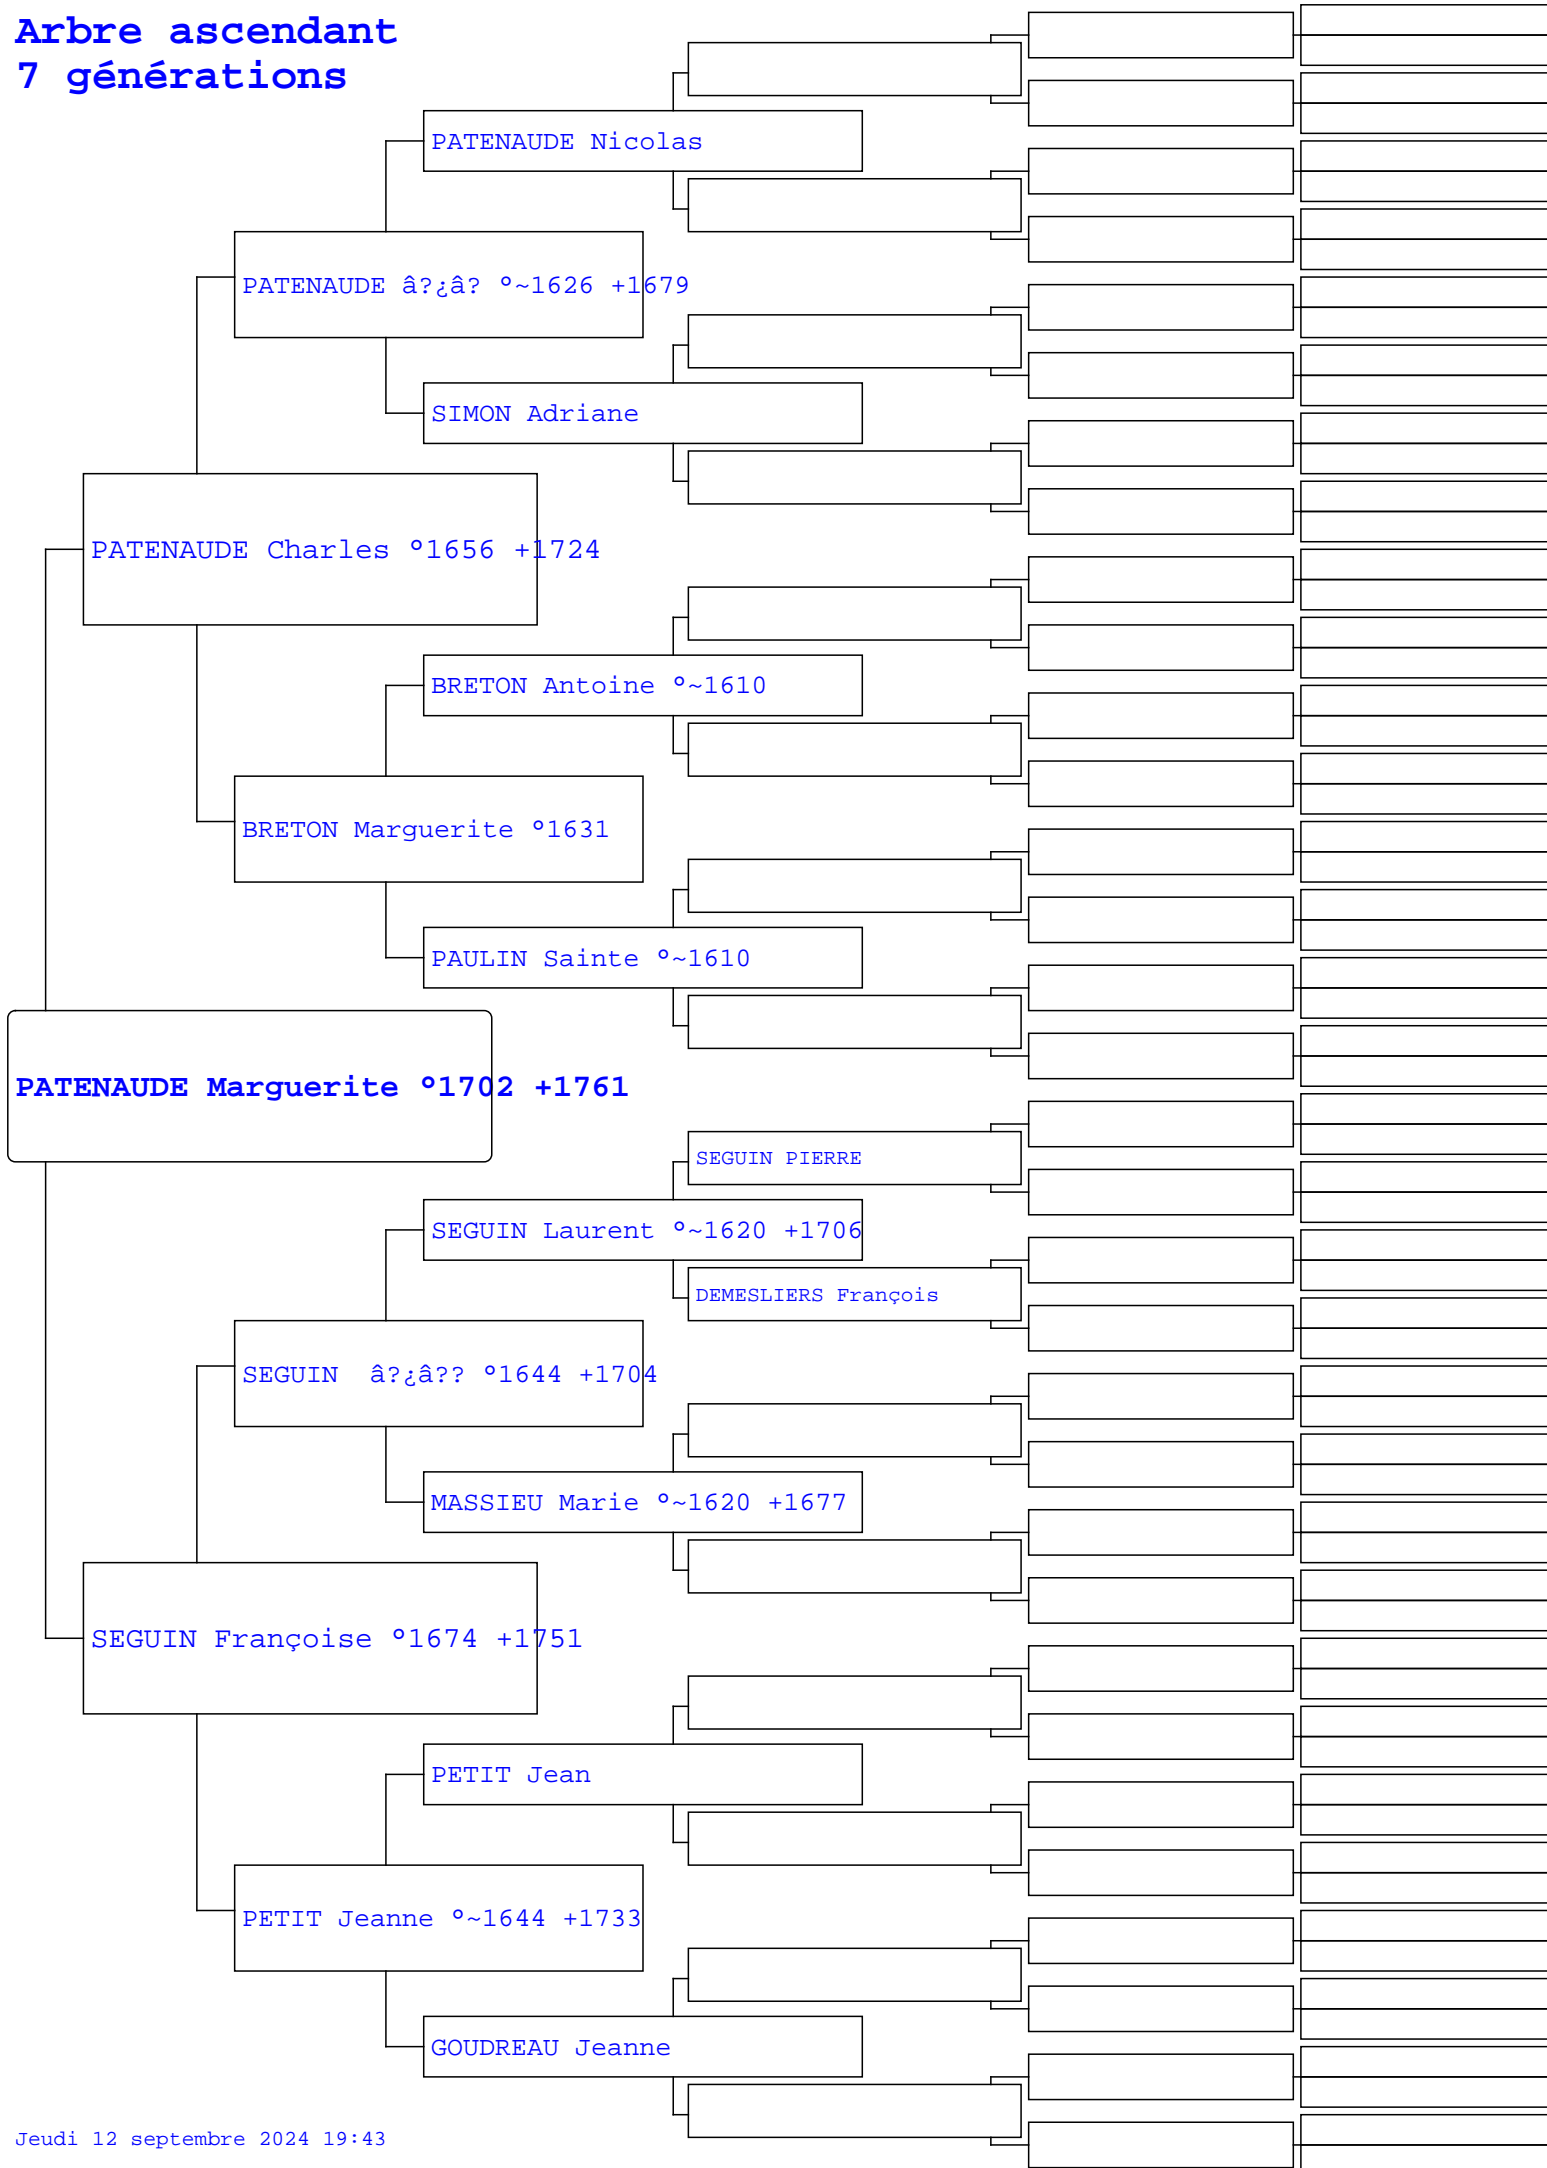 Arbre ascendant
7 générations
PATENAUDE Nicolas
PATENAUDE â?¿â? °~1626 +1679
SIMON Adriane
PATENAUDE Charles °1656 +1724
BRETON Antoine °~1610
BRETON Marguerite °1631
PAULIN Sainte °~1610
PATENAUDE Marguerite °1702 +1761
SEGUIN PIERRE
SEGUIN Laurent °~1620 +1706
DEMESLIERS François
SEGUIN  â?¿â?? °1644 +1704
MASSIEU Marie °~1620 +1677
SEGUIN Françoise °1674 +1751
PETIT Jean
PETIT Jeanne °~1644 +1733
GOUDREAU Jeanne
Jeudi 12 septembre 2024 19:43